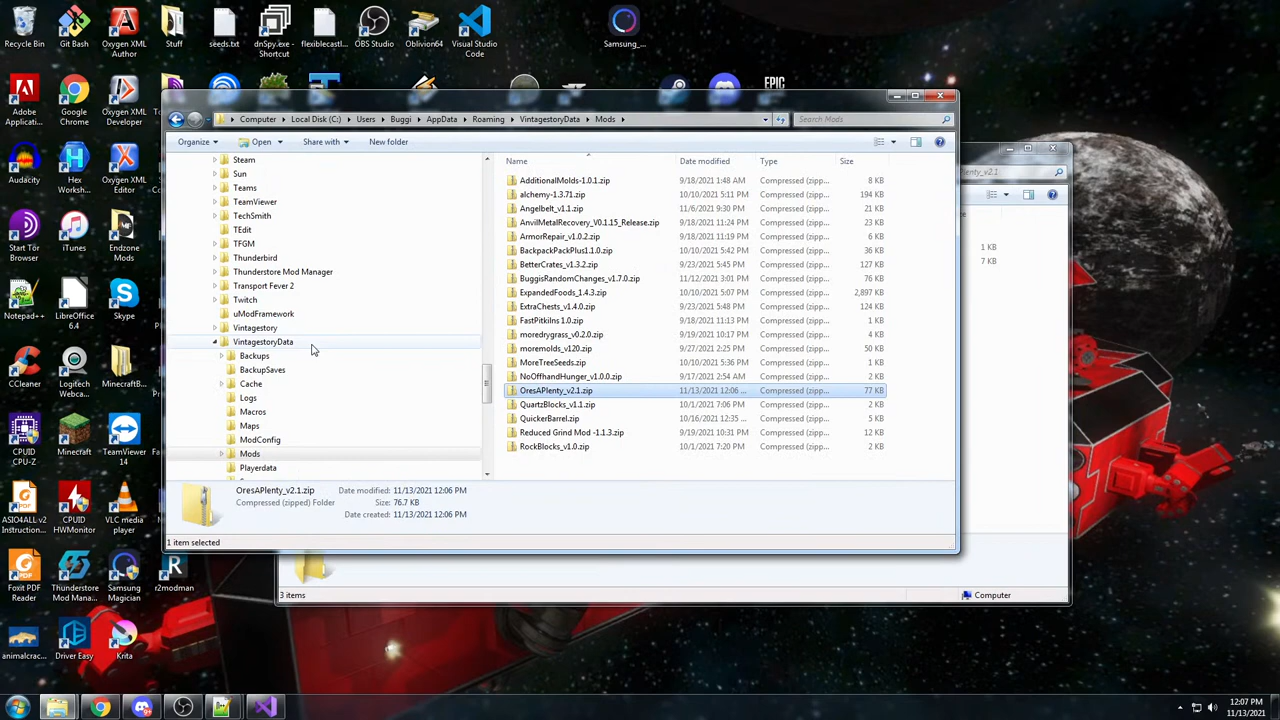 Recycle Bin
Git Bash
Oxygen XML Author
Stuff
seeds.txt
dnSpy.exe - Shortcut
flexiblecastl...
OBS Studio
Oblivion64
Visual Studio Code
Samsung_...
EPIC
Adobe Applicati...
Google Chrome
Oxygen XML Developer
Audacity
Hex Worksh...
Oxygen XML Editor
Start Tor Browser
iTunes
Endzone Mods
Notepad++
LibreOffice 6.4
Skype
CCleaner
Logitech Webcas...
MinecraftB...
CPUID CPU-Z
Minecraft
TeamViewer 14
ASIO4ALL v2 Instruction...
CPUID HWMonitor
VLC media player
Foxit PDF Reader
Thunderstore Mod Mana...
Samsung Magician
r2modman
animalcrac...
Driver Easy
Krita
Computer
Local Disk (C:)
Users
Buggi
AppData
Roaming
VintagestoryData
Mods
Search Mods
Organize
Open
Share with
New folder
Steam
Sun
Teams
TeamViewer
TechSmith
TEdit
TFGM
Thunderbird
Thunderstore Mod Manager
Transport Fever 2
Twitch
uModFramework
Vintagestory
VintagestoryData
Backups
BackupSaves
Cache
Logs
Macros
Maps
ModConfig
Mods
Playerdata
Name Date modified Type Size
AdditionalMolds-1.0.1.zip 9/18/2021 1:48 AM Compressed (zipp... 8 KB
alchemy-1.3.71.zip 10/10/2021 5:11 PM Compressed (zipp... 194 KB
Angelbelt_v1.1.zip 11/6/2021 9:30 PM Compressed (zipp... 21 KB
AnvilMetalRecovery_V0.1.15_Release.zip 9/18/2021 11:24 PM Compressed (zipp... 23 KB
ArmorRepair_v1.0.2.zip 9/18/2021 11:19 PM Compressed (zipp... 6 KB
BackpackPackPlus1.1.0.zip 10/10/2021 5:42 PM Compressed (zipp... 36 KB
BetterCrates_v1.3.2.zip 9/23/2021 5:45 PM Compressed (zipp... 127 KB
BuggisRandomChanges_v1.7.0.zip 11/12/2021 3:01 PM Compressed (zipp... 76 KB
ExpandedFoods_1.4.3.zip 10/10/2021 5:07 PM Compressed (zipp... 2,897 KB
ExtraChests_v1.4.0.zip 9/23/2021 5:48 PM Compressed (zipp... 124 KB
FastPitkilns 1.0.zip 9/18/2021 11:13 PM Compressed (zipp... 1 KB
moredrygrass_v0.2.0.zip 9/19/2021 10:17 PM Compressed (zipp... 4 KB
moremolds_v120.zip 9/27/2021 2:25 PM Compressed (zipp... 50 KB
MoreTreeSeeds.zip 10/10/2021 5:36 PM Compressed (zipp... 1 KB
NoOffhandHunger_v1.0.0.zip 9/17/2021 2:54 AM Compressed (zipp... 2 KB
OresAPlenty_v2.1.zip 11/13/2021 12:06 ... Compressed (zipp... 77 KB
QuartzBlocks_v1.1.zip 10/1/2021 7:06 PM Compressed (zipp... 2 KB
QuickerBarrel.zip 10/16/2021 12:35 ... Compressed (zipp... 5 KB
Reduced Grind Mod -1.1.3.zip 9/19/2021 10:31 PM Compressed (zipp... 12 KB
RockBlocks_v1.0.zip 10/1/2021 7:20 PM Compressed (zipp... 2 KB
OresAPlenty_v2.1.zip Date modified: 11/13/2021 12:06 PM
Compressed (zipped) Folder Size: 76.7 KB
Date created: 11/13/2021 12:06 PM
1 item selected
Plenty_v2.1
1 KB
7 KB
3 items
Computer
12:07 PM
11/13/2021